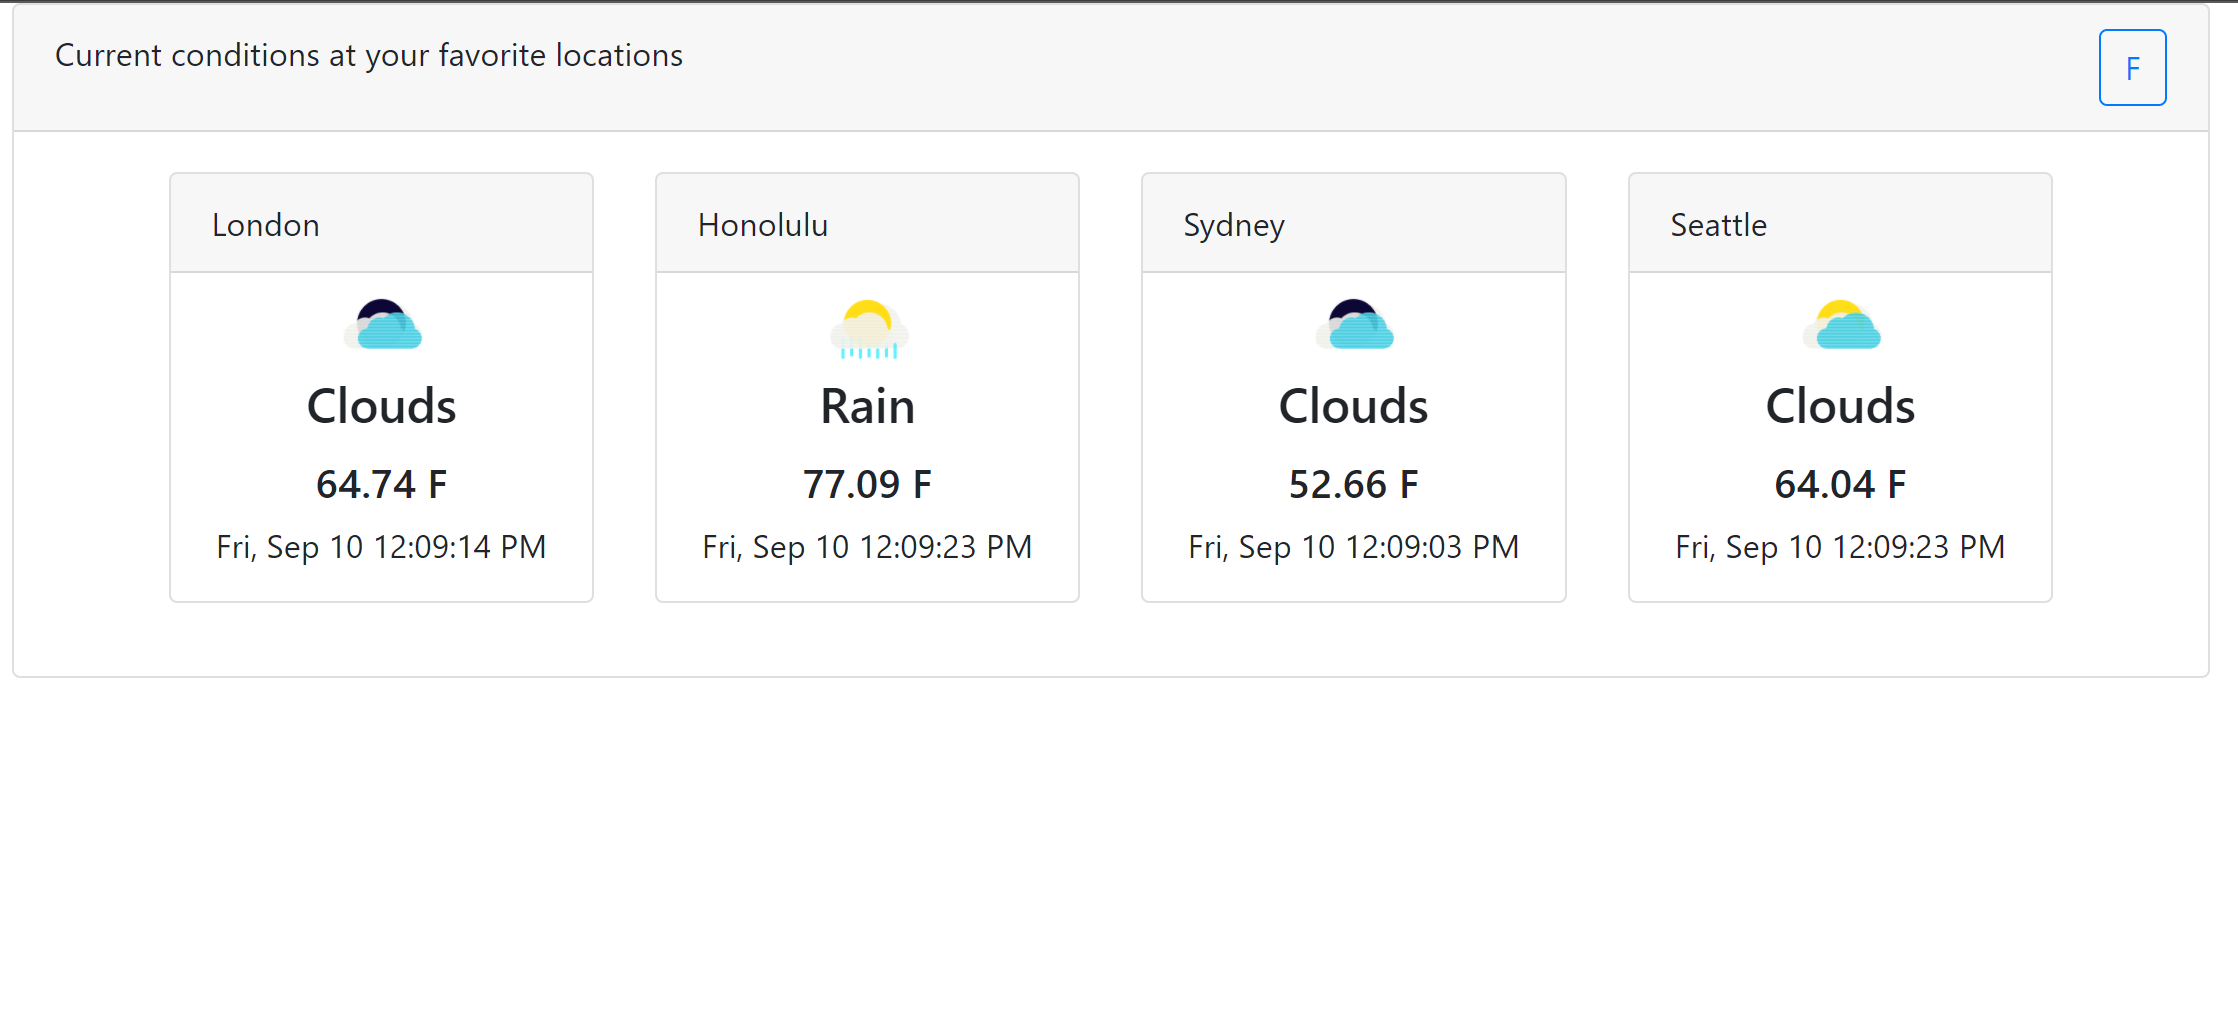 Current conditions at your favorite locations
F
London
Clouds
64.74 F
Fri, Sep 10 12:09:14 PM
Honolulu
Rain
77.09 F
Fri, Sep 10 12:09:23 PM
Sydney
Clouds
52.66 F
Fri, Sep 10 12:09:03 PM
Seattle
Clouds
64.04 F
Fri, Sep 10 12:09:23 PM